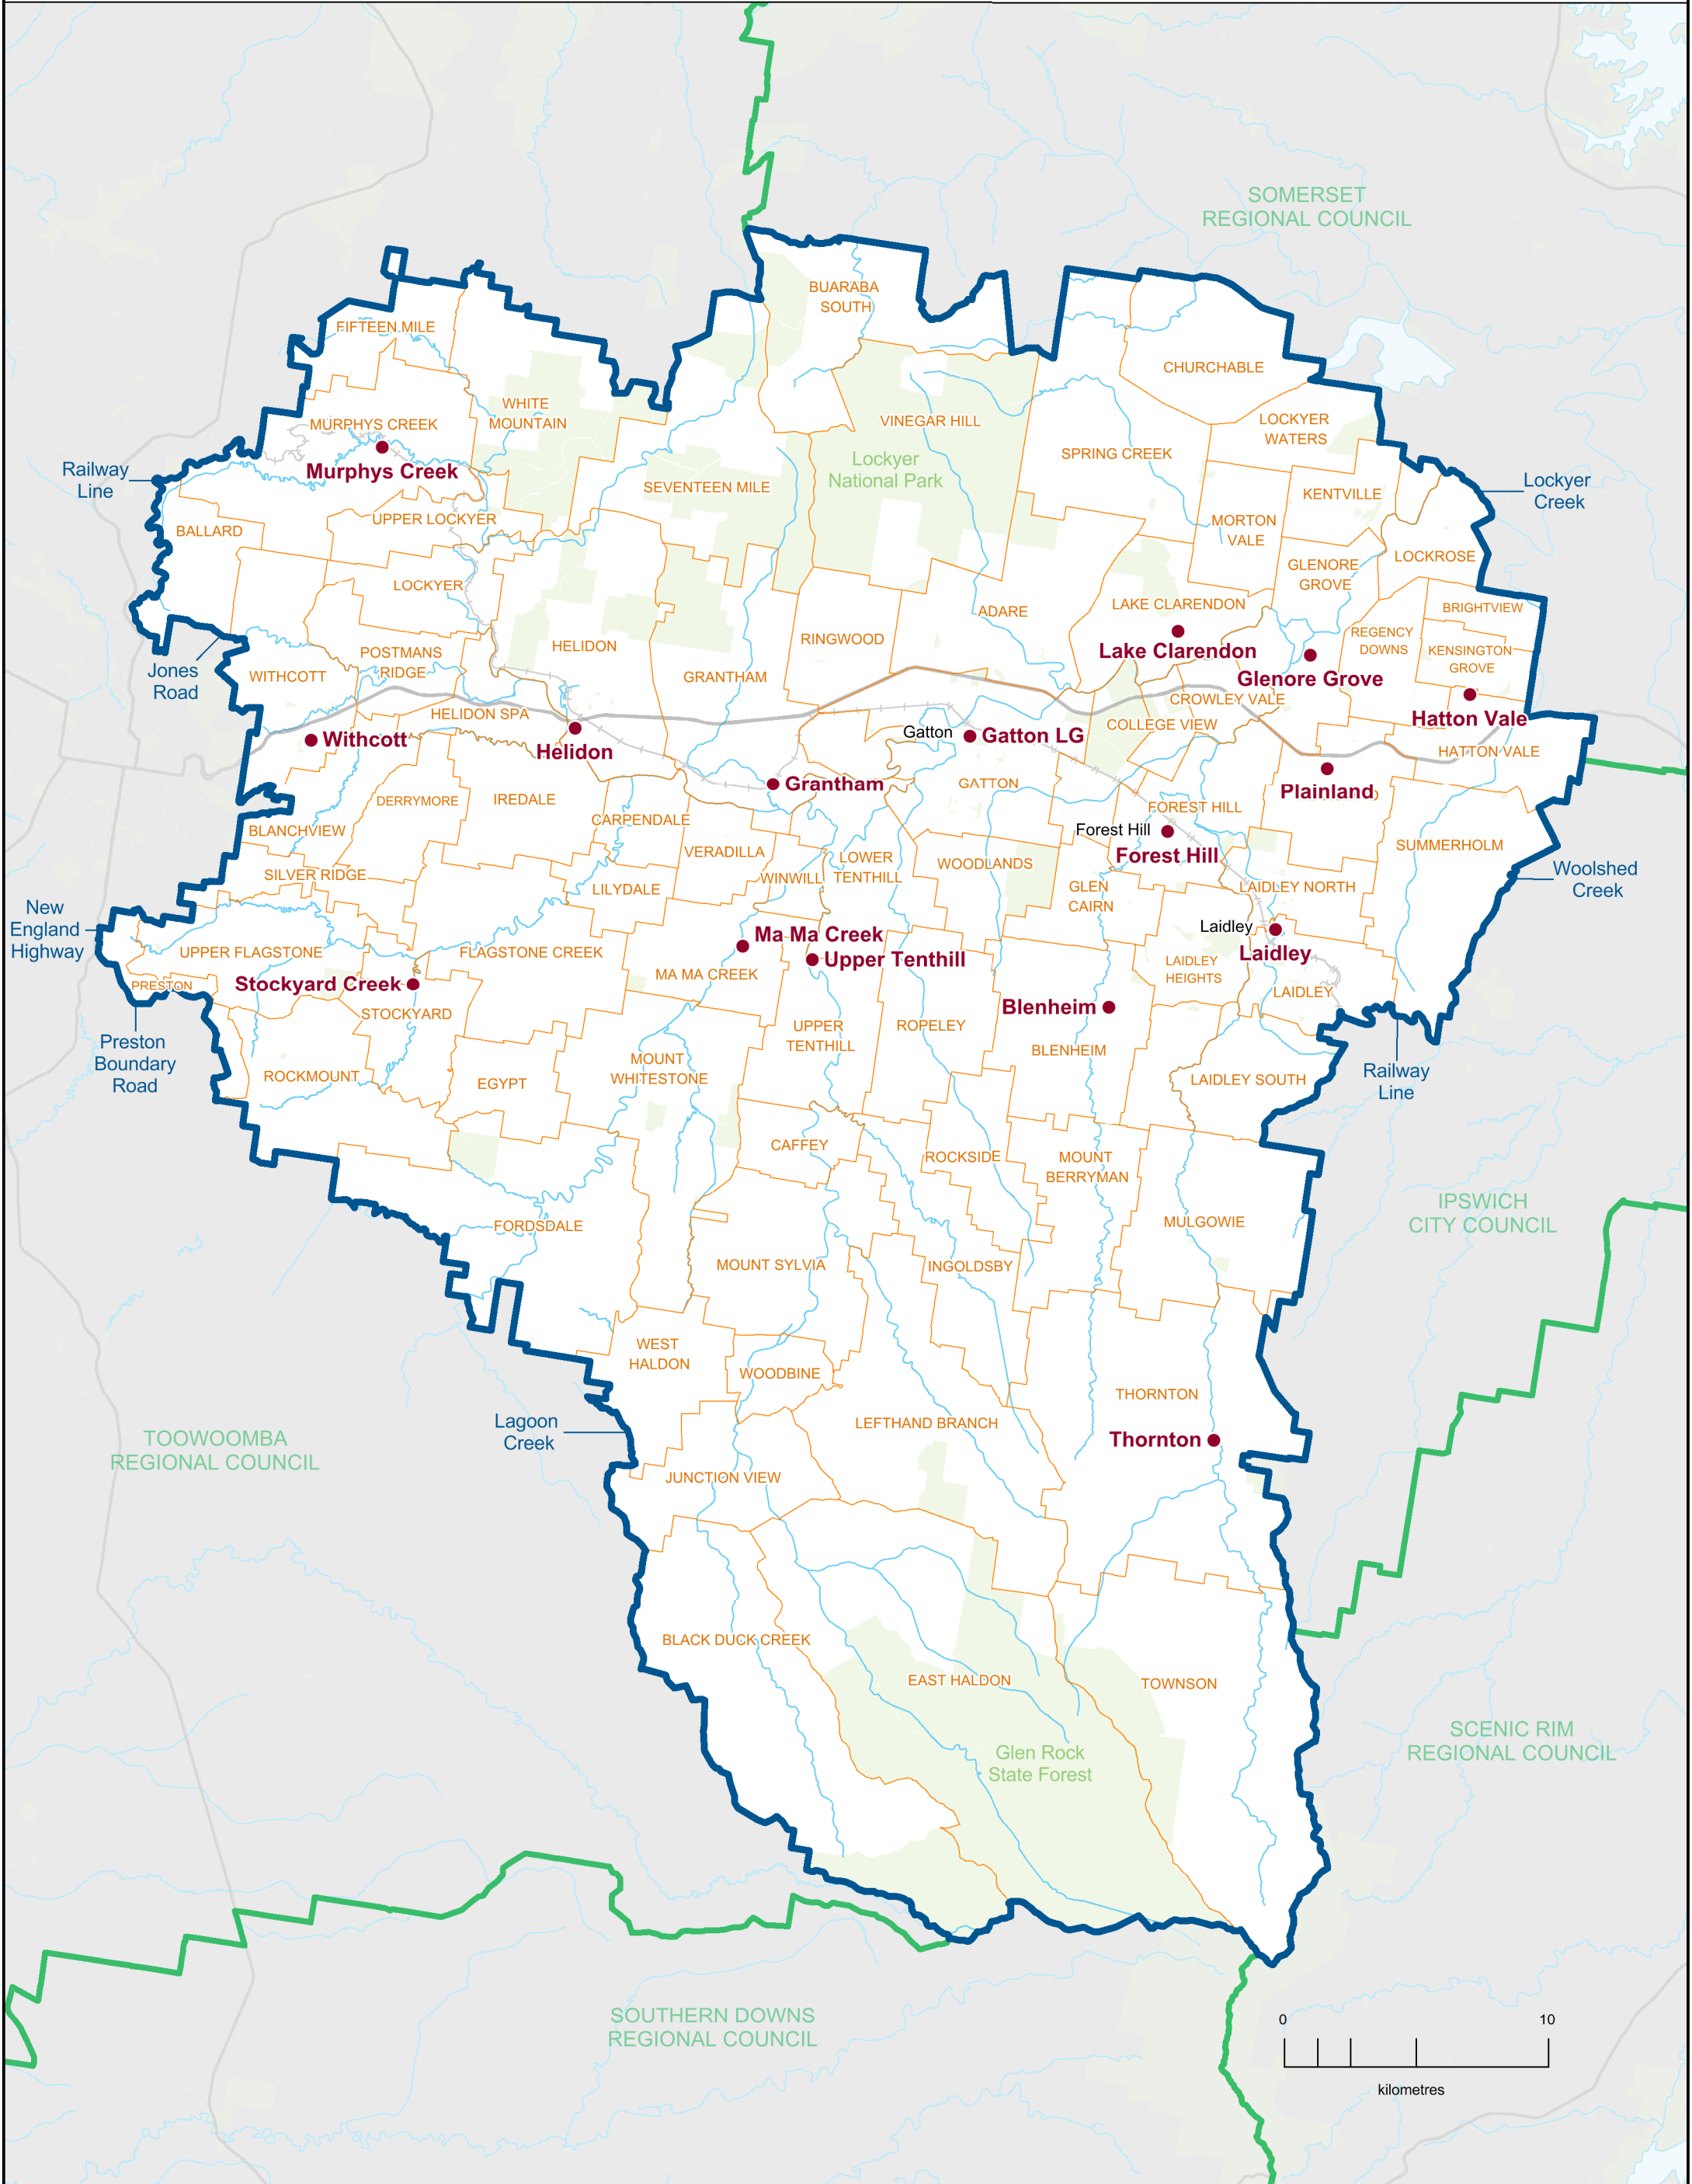 SOMERSET
REGIONAL COUNCIL
BUARABA
SOUTH
FIFTEEN MILE
CHURCHABLE
WHITE
MOUNTAIN
MURPHYS CREEK
VINEGAR HILL
LOCKYER
WATERS
Murphys Creek
Railway
Line
Lockyer
National Park
SPRING CREEK
SEVENTEEN MILE
KENTVILLE
Lockyer
Creek
BALLARD
UPPER LOCKYER
MORTON
VALE
LOCKROSE
LOCKYER
GLENORE
GROVE
ADARE
LAKE CLARENDON
BRIGHTVIEW
HELIDON
RINGWOOD
Lake Clarendon
REGENCY
DOWNS
KENSINGTON
GROVE
POSTMANS
RIDGE
Jones
Road
WITHCOTT
GRANTHAM
Glenore Grove
CROWLEY VALE
HELIDON SPA
COLLEGE VIEW
Hatton Vale
Withcott
Helidon
Gatton
Gatton LG
HATTON VALE
Grantham
GATTON
Plainland
DERRYMORE
IREDALE
FOREST HILL
CARPENDALE
BLANCHVIEW
Forest Hill
Forest Hill
SUMMERHOLM
VERADILLA
LOWER
TENTHILL
WOODLANDS
SILVER RIDGE
WINWILL
LILYDALE
GLEN
CAIRN
LAIDLEY NORTH
Woolshed
Creek
New
England
Highway
Laidley
Laidley
Ma Ma Creek
UPPER FLAGSTONE
FLAGSTONE CREEK
Upper Tenthill
MA MA CREEK
LAIDLEY
HEIGHTS
PRESTON
Stockyard Creek
LAIDLEY
STOCKYARD
Blenheim
UPPER
TENTHILL
ROPELEY
Preston
Boundary
Road
MOUNT
WHITESTONE
BLENHEIM
ROCKMOUNT
EGYPT
LAIDLEY SOUTH
Railway
Line
CAFFEY
ROCKSIDE
MOUNT
BERRYMAN
IPSWICH
CITY COUNCIL
FORDSDALE
MULGOWIE
MOUNT SYLVIA
INGOLDSBY
WEST
HALDON
WOODBINE
THORNTON
Lagoon
Creek
LEFTHAND BRANCH
TOOWOOMBA
REGIONAL COUNCIL
Thornton
JUNCTION VIEW
BLACK DUCK CREEK
EAST HALDON
TOWNSON
SCENIC RIM
REGIONAL COUNCIL
Glen Rock
State Forest
SOUTHERN DOWNS
REGIONAL COUNCIL
0 10
kilometres